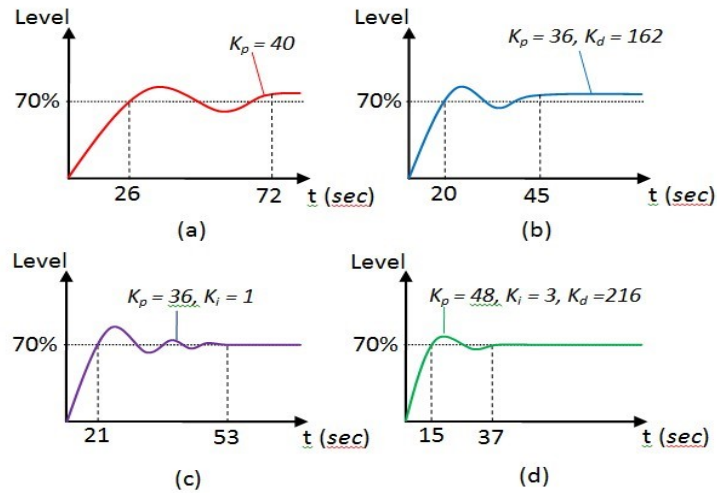 Level
Kp = 40
70%
26
72
t (sec)
(a)
Level
Kp = 36, Kd = 162
70%
20
45
t (sec)
(b)
Level
Kp = 36, Ki = 1
70%
21
53
t (sec)
(c)
Level
Kp = 48, Ki = 3, Kd =216
70%
15
37
t (sec)
(d)